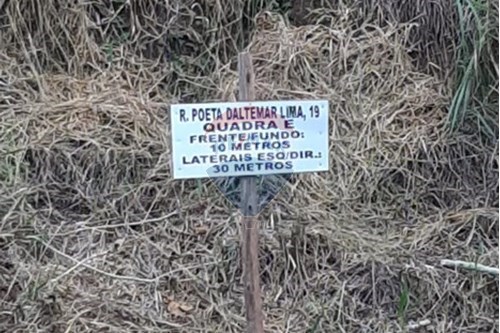 R. POETA DALTEMAR LIMA, 19
QUADRA E
FRENTE/FUNDO:
10 METROS
LATERAIS ESQ/DIR.:
30 METROS